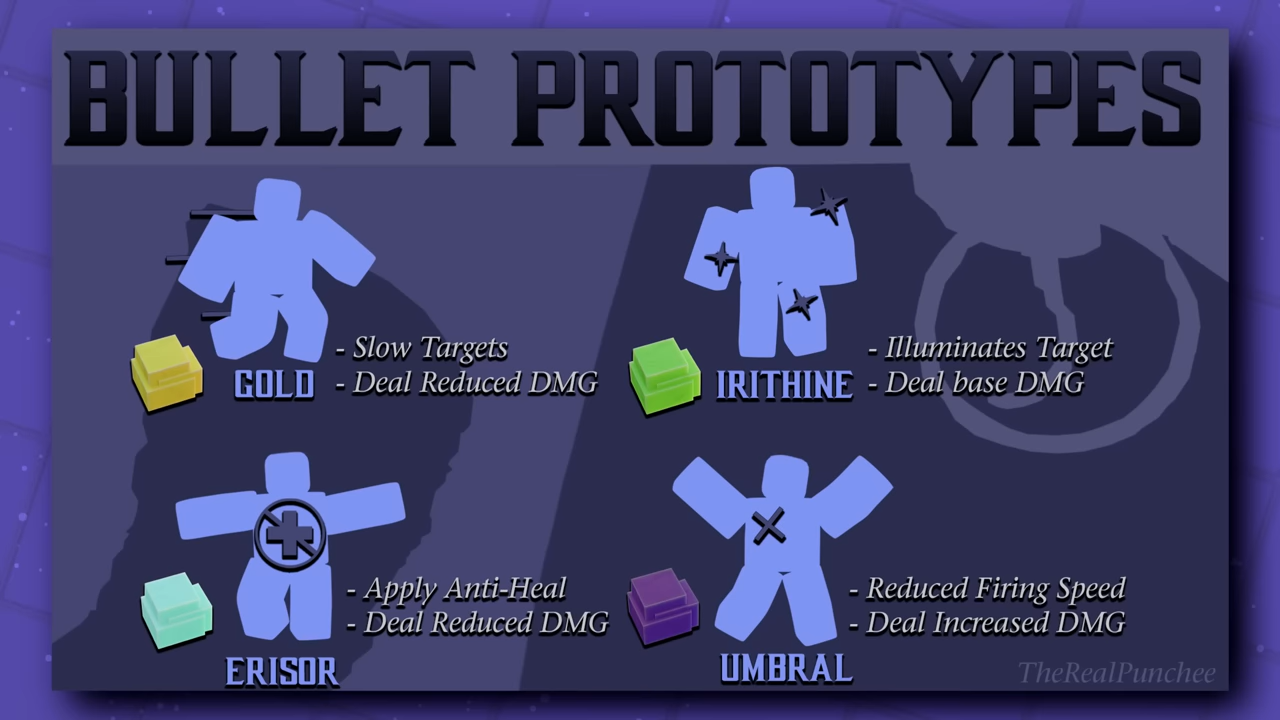 BULLET PROTOTYPES
- Slow Targets
- Deal Reduced DMG
GOLD
- Illuminates Target
- Deal base DMG
IRITHINE
- Apply Anti-Heal
- Deal Reduced DMG
ERISOR
- Reduced Firing Speed
- Deal Increased DMG
UMBRAL
TheRealPunchee